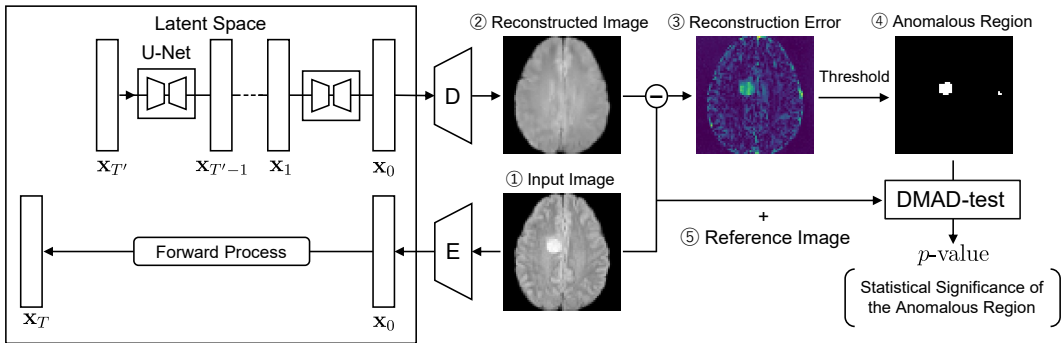 Latent Space
U-Net
x_{T'}
x_{T'-1}
x_1
x_0
D
② Reconstructed Image
③ Reconstruction Error
Threshold
④ Anomalous Region
x_T
Forward Process
x_0
E
① Input Image
+
⑤ Reference Image
DMAD-test
p-value
Statistical Significance of
the Anomalous Region